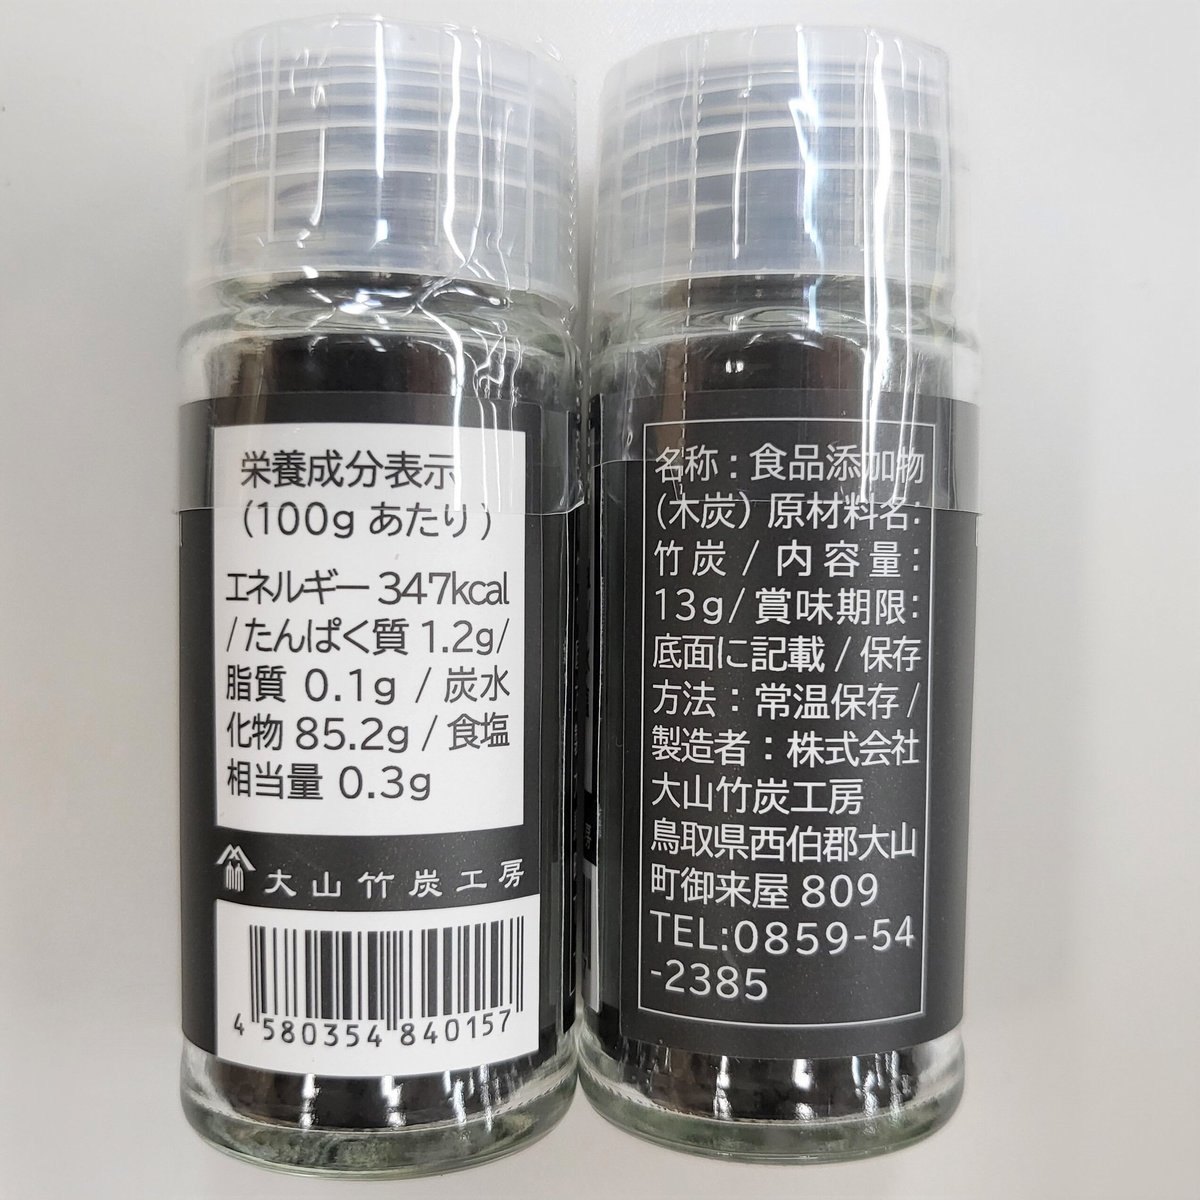 栄養成分表示
(100g あたり)
エネルギー 347kcal
/ たんぱく質 1.2g/
脂質 0.1g / 炭水
化物 85.2g / 食塩
相当量 0.3g
大山竹炭工房
4 580354 840157
名称：食品添加物
(木炭) 原材料名:
竹炭 / 内容量:
13g/ 賞味期限:
底面に記載 / 保存
方法：常温保存 /
製造者：株式会社
大山竹炭工房
鳥取県西伯郡大山
町御来屋 809
TEL:0859-54
-2385